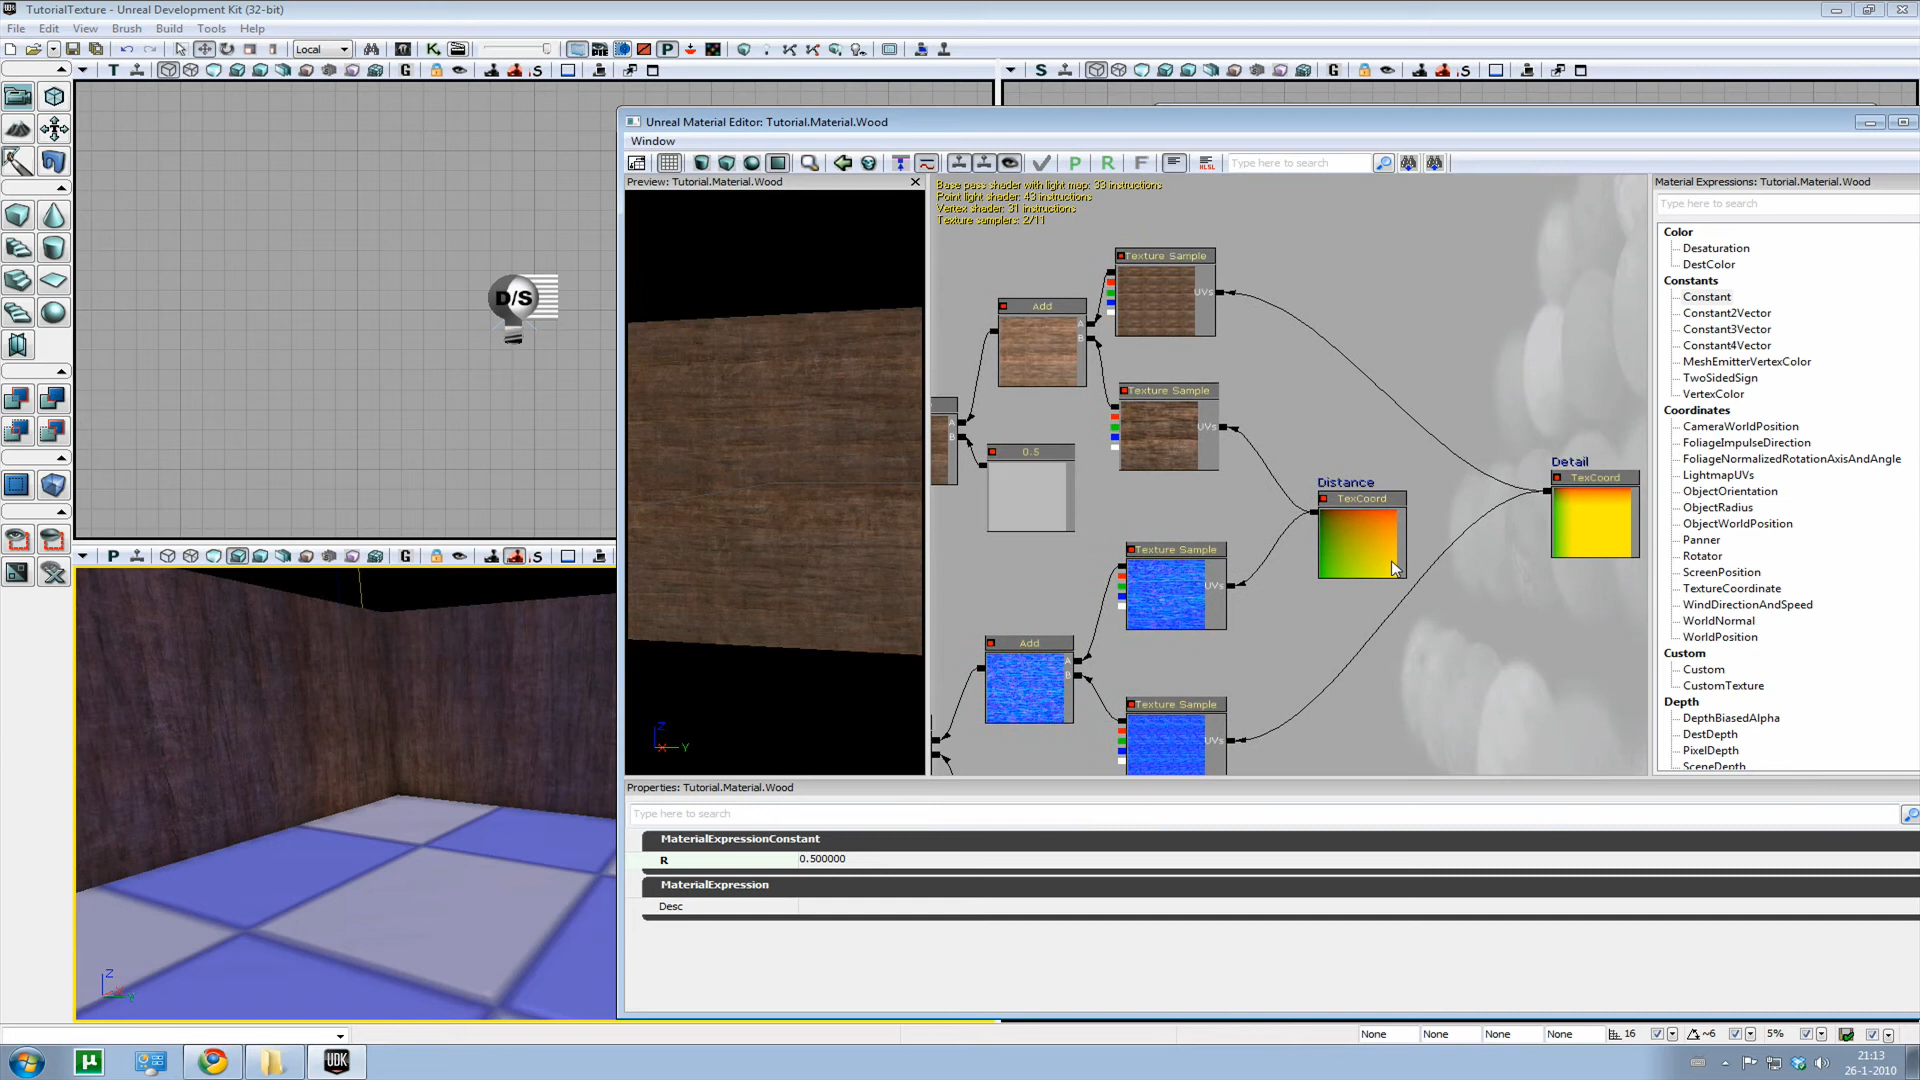 TutorialTexture - Unreal Development Kit (32-bit)
File Edit View Brush Build Tools Help
Local
Unreal Material Editor: Tutorial.Material.Wood
Window
Type here to search
Preview: Tutorial.Material.Wood
Base pass shader with light map: 33 instructions
Point light shader: 43 instructions
Vertex shader: 31 instructions
Texture samplers: 2/11
Texture Sample
UVs
Add
A
B
Texture Sample
UVs
A
B
0.5
Distance
TexCoord
Detail
TexCoord
Texture Sample
UVs
Add
A
B
Texture Sample
UVs
D/S
Z
X Y
Material Expressions: Tutorial.Material.Wood
Type here to search
Color
Desaturation
DestColor
Constants
Constant
Constant2Vector
Constant3Vector
Constant4Vector
MeshEmitterVertexColor
TwoSidedSign
VertexColor
Coordinates
CameraWorldPosition
FoliageImpulseDirection
FoliageNormalizedRotationAxisAndAngle
LightmapUVs
ObjectOrientation
ObjectRadius
ObjectWorldPosition
Panner
Rotator
ScreenPosition
TextureCoordinate
WindDirectionAndSpeed
WorldNormal
WorldPosition
Custom
Custom
CustomTexture
Depth
DepthBiasedAlpha
DestDepth
PixelDepth
SceneDepth
Properties: Tutorial.Material.Wood
Type here to search
MaterialExpressionConstant
R 0.500000
MaterialExpression
Desc
None None None None 16 ~6 5%
UDK
21:13
26-1-2010